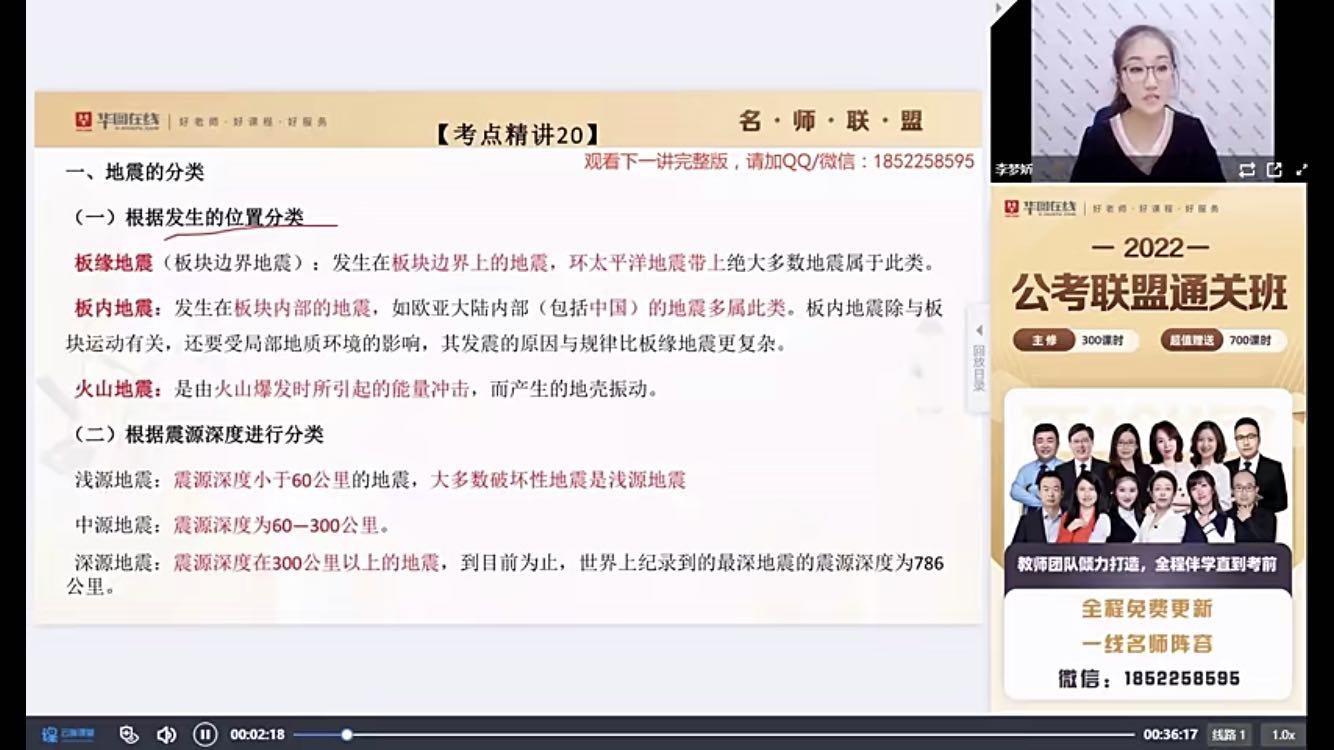 华图在线 | 好老师·好课程·好服务
【考点精讲20】
名·师·联·盟
观看下一讲完整版，请加QQ/微信：1852258595
一、地震的分类
（一）根据发生的位置分类
板缘地震（板块边界地震）：发生在板块边界上的地震，环太平洋地震带上绝大多数地震属于此类。
板内地震：发生在板块内部的地震，如欧亚大陆内部（包括中国）的地震多属此类。板内地震除与板
块运动有关，还要受局部地质环境的影响，其发震的原因与规律比板缘地震更复杂。
火山地震：是由火山爆发时所引起的能量冲击，而产生的地壳振动。
（二）根据震源深度进行分类
浅源地震：震源深度小于60公里的地震，大多数破坏性地震是浅源地震
中源地震：震源深度为60—300公里。
深源地震：震源深度在300公里以上的地震，到目前为止，世界上纪录到的最深地震的震源深度为786
公里。
回放目录
李梦娇
华图在线 | 好老师·好课程·好服务
—2022—
公考联盟通关班
主修 300课时 超值赠送 700课时
教师团队倾力打造，全程伴学直到考前
全程免费更新
一线名师阵容
微信：1852258595
00:02:18
00:36:17 线路1 1.0x